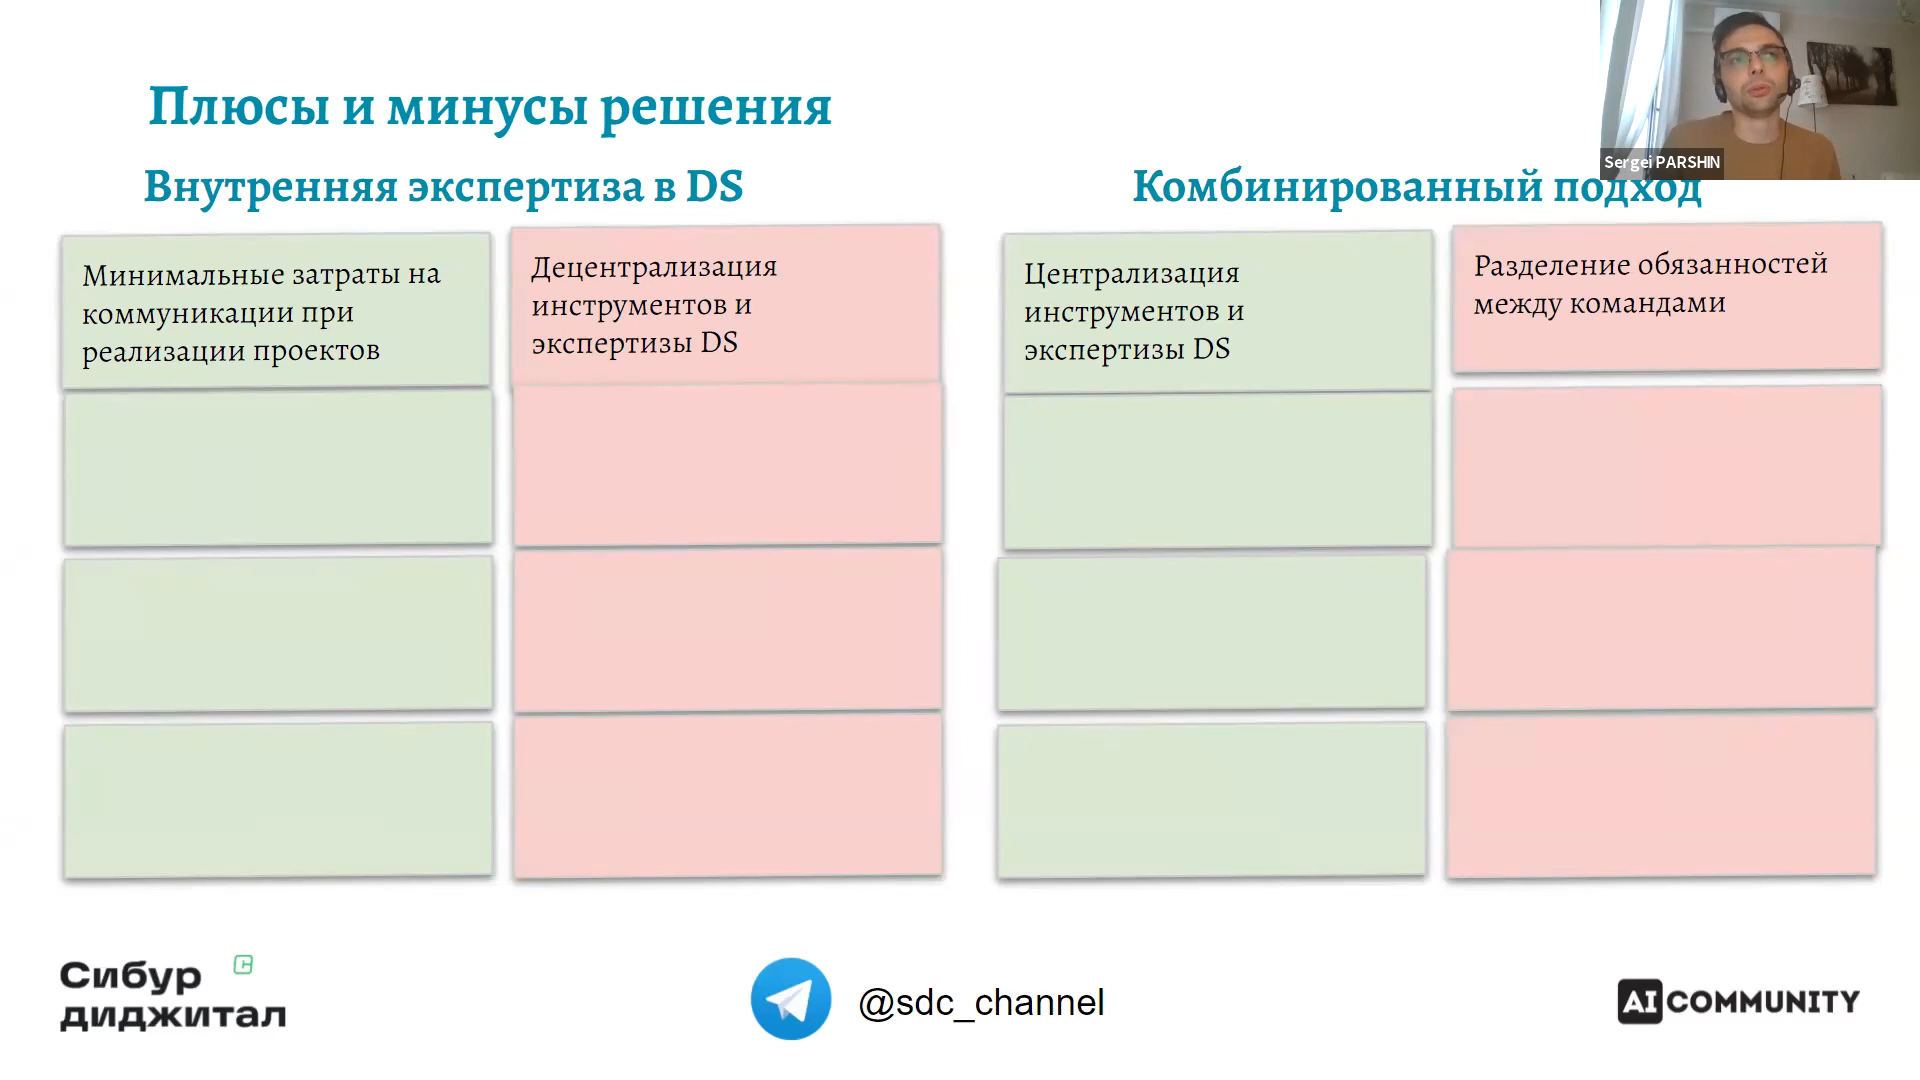 Плюсы и минусы решения
Sergei PARSHIN
Внутренняя экспертиза в DS
Комбинированный подход
Минимальные затраты на
коммуникации при
реализации проектов
Децентрализация
инструментов и
экспертизы DS
Централизация
инструментов и
экспертизы DS
Разделение обязанностей
между командами
Сибур
диджитал
@sdc_channel
AI COMMUNITY